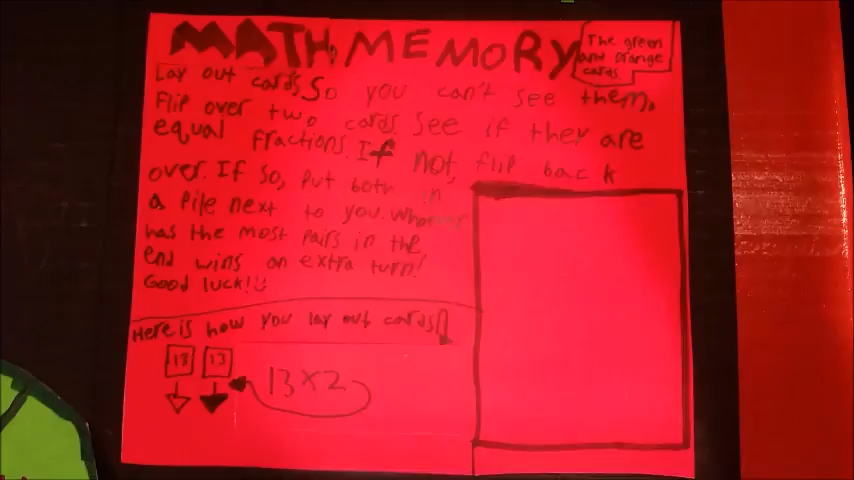 MATH MEMORY
The green
and orange
cards
Lay out cards so you can't see them.
Flip over two cards. See if they are
equal fractions. If not, flip back
over. If so, put both in
a pile next to you. Whoever
has the most pairs in the
end wins an extra turn!
Good luck!
Here is how you lay out cards
13 13
13x2